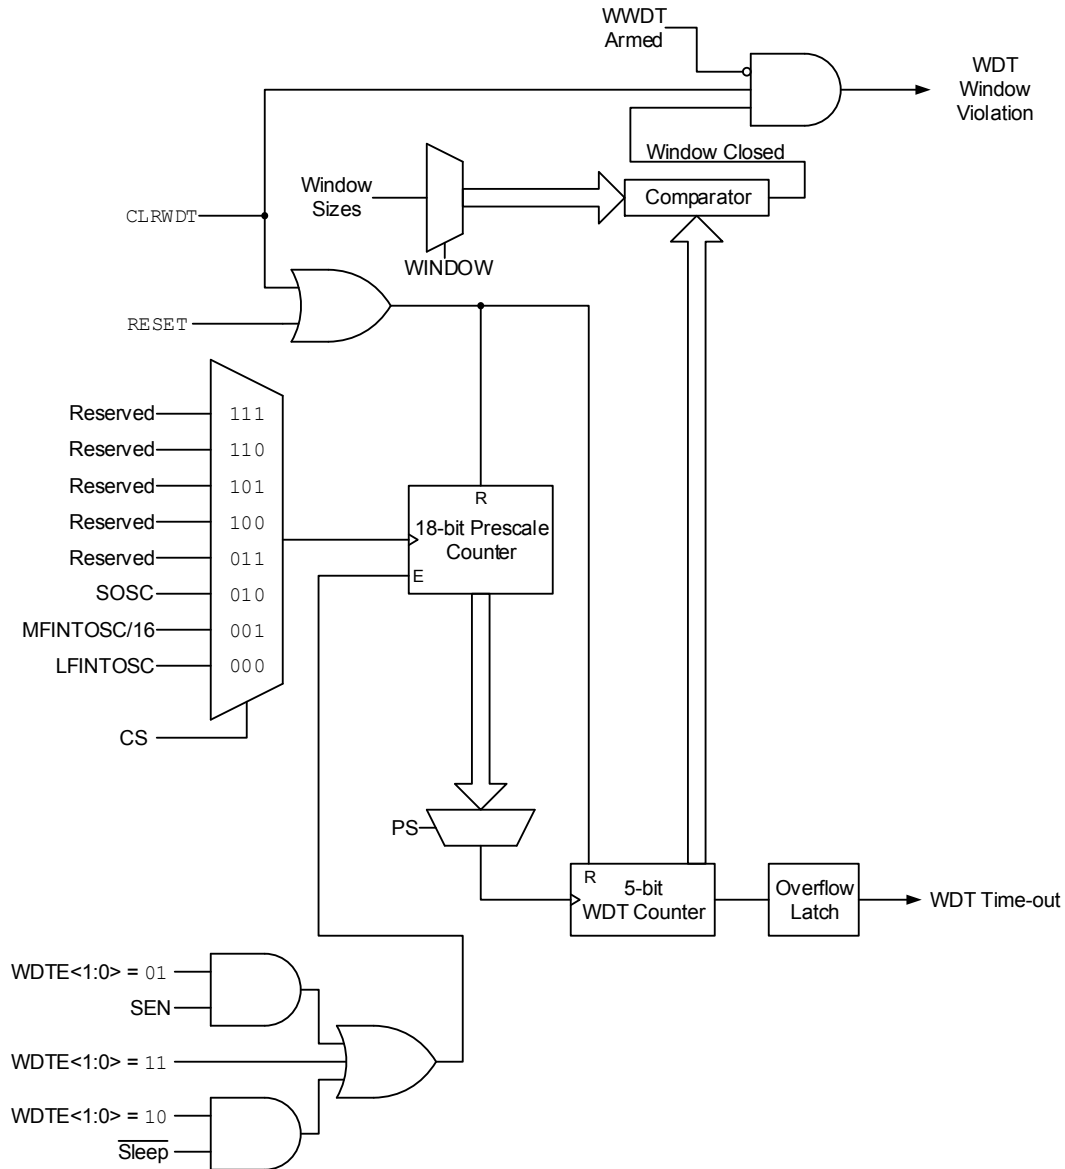 WWDT
Armed
WDT
Window
Violation
Window Closed
Window
Sizes
Comparator
CLRWDT
WINDOW
RESET
Reserved 111
Reserved 110
Reserved 101
Reserved 100
Reserved 011
SOSC 010
MFINTOSC/16 001
LFINTOSC 000
CS
R
18-bit Prescale
Counter
E
PS
R
5-bit
WDT Counter
Overflow
Latch
WDT Time-out
WDTE<1:0> = 01
SEN
WDTE<1:0> = 11
WDTE<1:0> = 10
Sleep